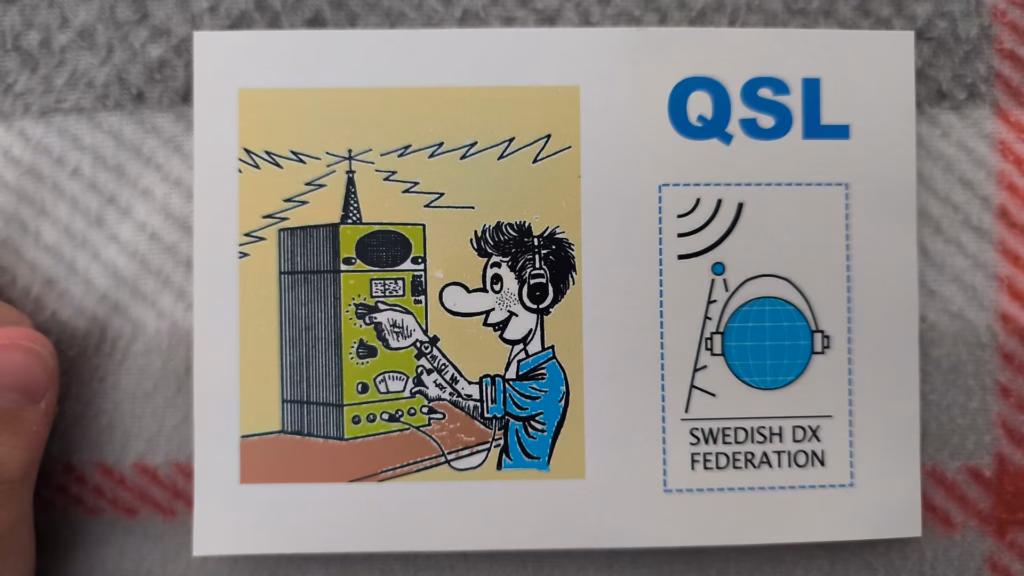 QSL
SWEDISH DX
FEDERATION